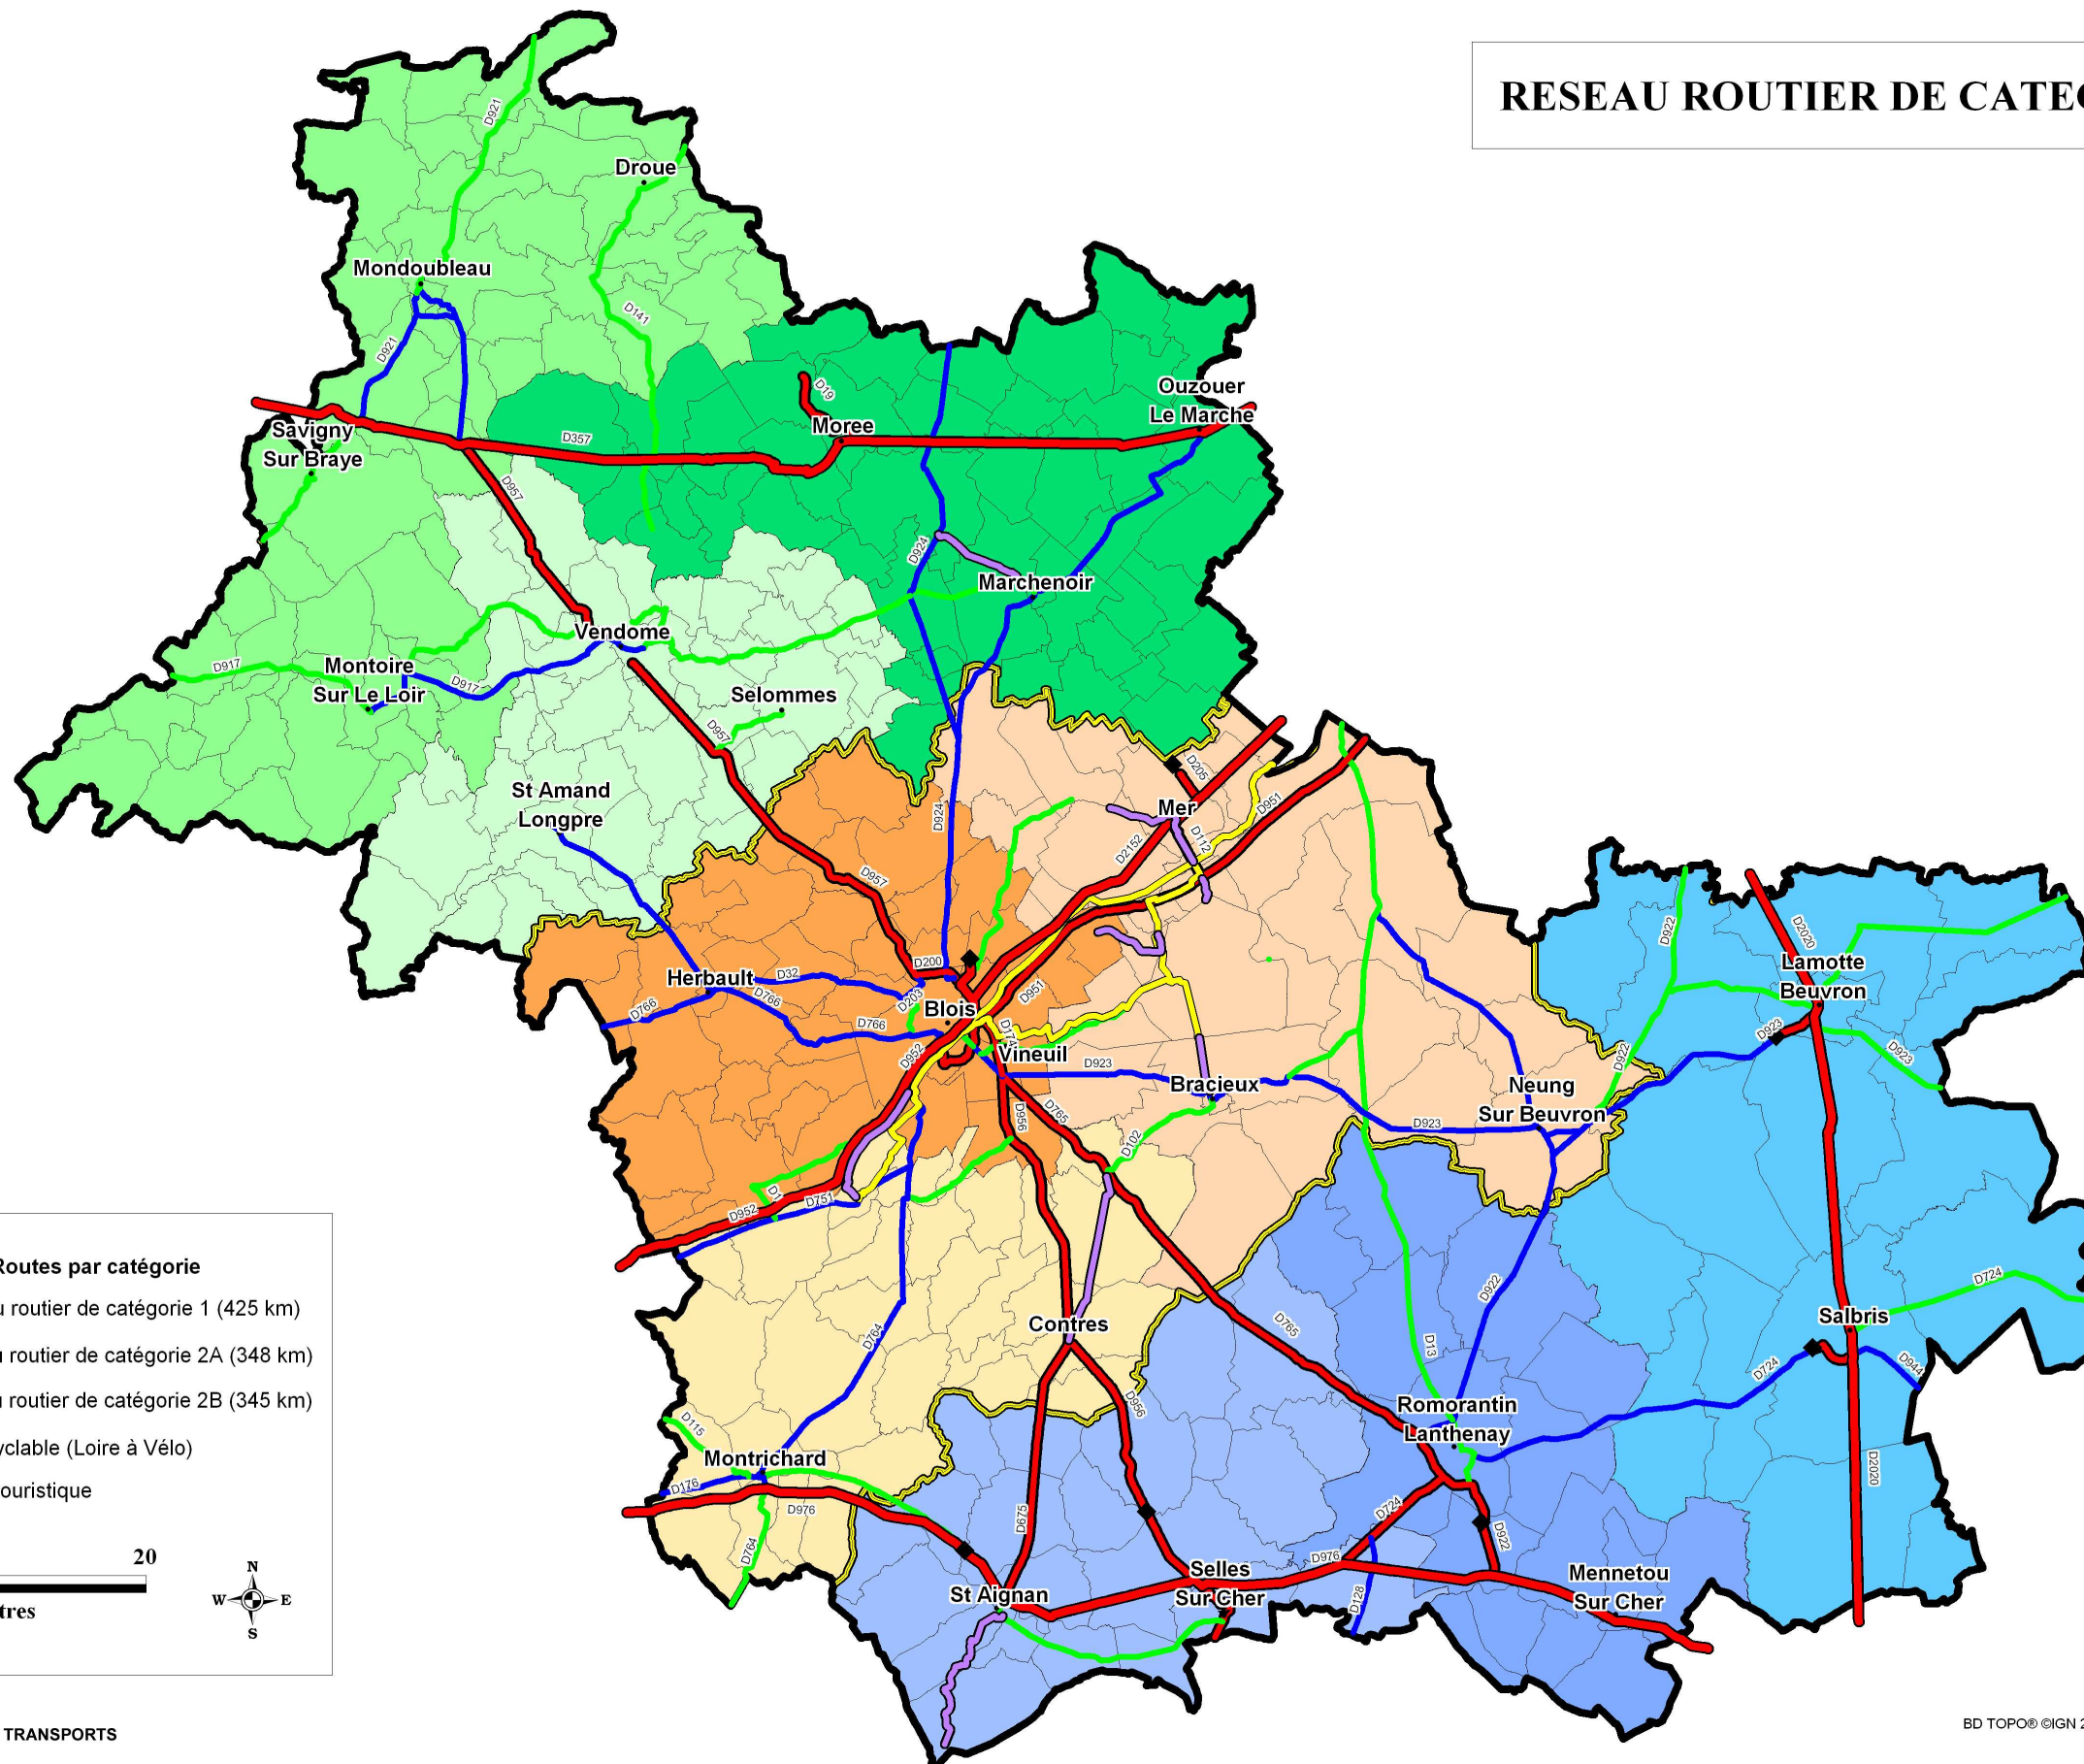 RESEAU ROUTIER DE CATEG
D921
Droue
Mondoubleau
D141
D921
D19
Ouzouer
Le Marche
Moree
Savigny
Sur Braye
D357
D957
D924
Marchenoir
Vendome
D917
Montoire
Sur Le Loir
D917
Selommes
D957
D205
St Amand
Longpre
Mer
D951
D924
D2152
D112
D957
D922
D2020
Lamotte
Beuvron
D200
Herbault
D32
D766
D766
D203
D951
Blois
D766
D923
D174
D952
Vineuil
D923
D923
D922
Bracieux
Neung
Sur Beuvron
D956
D765
D102
D923
D1
D751
D952
D724
D922
Salbris
Contres
D765
D764
D13
D724
D944
D956
Romorantin
Lanthenay
D115
Montrichard
D176
D976
D675
D724
D922
D2020
D764
D976
Selles
Sur Cher
Mennetou
Sur Cher
St Aignan
D128
Routes par catégorie
u routier de catégorie 1 (425 km)
u routier de catégorie 2A (348 km)
u routier de catégorie 2B (345 km)
yclable (Loire à Vélo)
ouristique
20
tres
N
W E
S
TRANSPORTS
BD TOPO® ©IGN 2